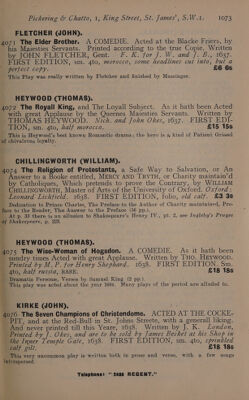 Pickering & Chatto, 1, King Street, St. James', S.W.1. 1073
FLETCHER (JOHN).
4071 The Elder Brother. A COMEDIE. Acted at the Blacke Friers, by
his Maiesties Servants. Printed according to the true Copie. Written
by JOHN FLETCHER, Gent. F. K. for J. W. and J. B., 1637.
FIRST EDITION, sm. 4to, morocco, some headlines cut into, but a
perfect copy. £6 6s
This Play was really written by Fletcher and finished by Massinger.
HEYWOOD (THOMAS).
4072 The Royall King, and The Loyall Subject. As it hath been Acted
with great Applause by the Queenes Maiesties Servants. Written by
THOMAS HEYWOOD. Nich. and John Okes, 1637. FIRST EDI-
TION, sm. 4to, half morocco. £15 15s
This is Heywood's best known Romantic drama; the hero is a kind of Patient Grissed
of chivalrous loyalty.
CHILLINGWORTH (WILLIAM).
4074 The Religion of Protestants, a Safe Way to Salvation, or An
Answer to a Booke entitled, MERCY AND TRVTH, or Charity maintain'd
by Catholiques, Which pretends to prove the Contrary, by WILLIAM
CHILLINGWORTH, Master of Arts of the University of Oxford. Oxford:
Leonard Lichfield. 1638. FIRST EDITION, folio, old calf. £3 3s
Dedication to Prince Charles, The Preface to the Author of Charity maintained, Pre-
face to the Reader, The Answer to the Preface (56 pp.).
At p. 33 there is an allusion to Shakespeare's Henry IV., pt. 2, see Ingleby's Prayse
of Shakespeare, p. 223.
HEYWOOD (THOMAS).
4075 The Wise-Woman of Hogsdon. A COMEDIE. As it hath been
sundry times Acted with great Applause. Written by THO. HEYWOOD.
Printed by M. P. for Henry Shephard, 1638. FIRST EDITION, Sm.
4to, half russia, RARE. £18 18s
Dramatis Personæ, Verses by Samuel King (2 pp.).
This play was acted about the year 1604. Many plays of the period are alluded to.
KIRKE (JOHN).
4076 The Seven Champions of Christendome. ACTED AT THE COCKE-
PIT, and at the Red-Bull in St. Johns Streete, with a generall liking.
And never printed till this Yeare, 1638. Written by J. K. London,
Printed by J. Okes, and are to be sold by James Becket at his Shop in
the Inner Temple Gate, 1638. FIRST EDITION, sm. 4to, sprinkled
calf gilt. £18 18s
This very uncommon play is written both in prose and verse, with a few songs
interspersed.
Telephone: "2498 REGENT."